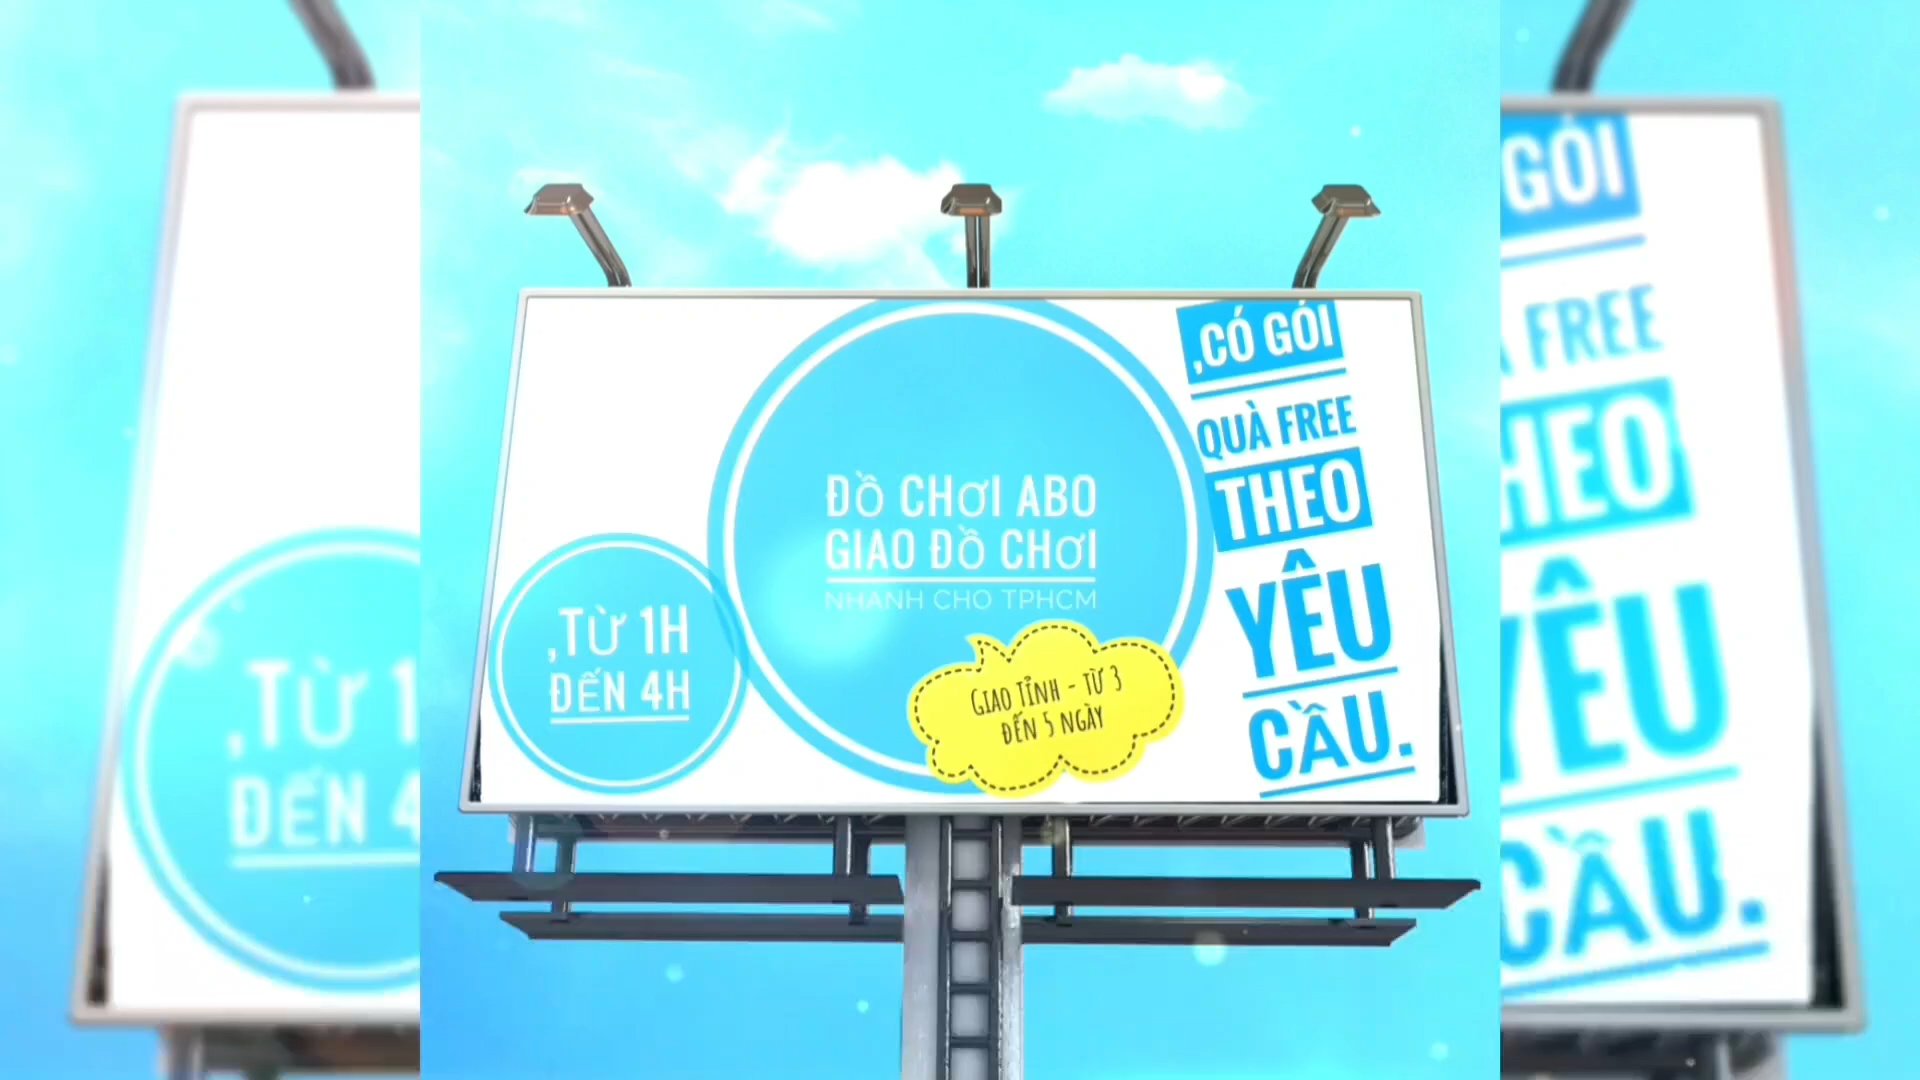 ĐỒ CHƠI ABO
GIAO ĐỒ CHƠI
NHANH CHO TPHCM
,TỪ 1H
ĐẾN 4H
GIAO TỈNH - TỪ 3
ĐẾN 5 NGÀY
,CÓ GÓI
QUÀ FREE
THEO
YÊU
CẦU.